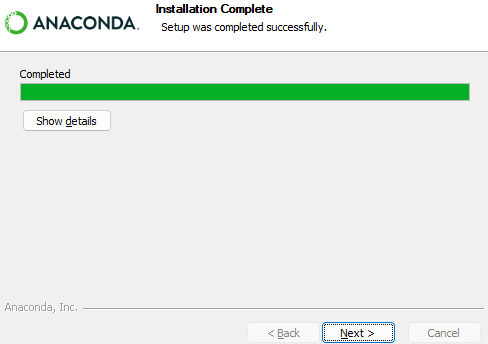 Installation Complete
ANACONDA.
Setup was completed successfully.
Completed
Show details
Anaconda, Inc.
< Back
Next >
Cancel